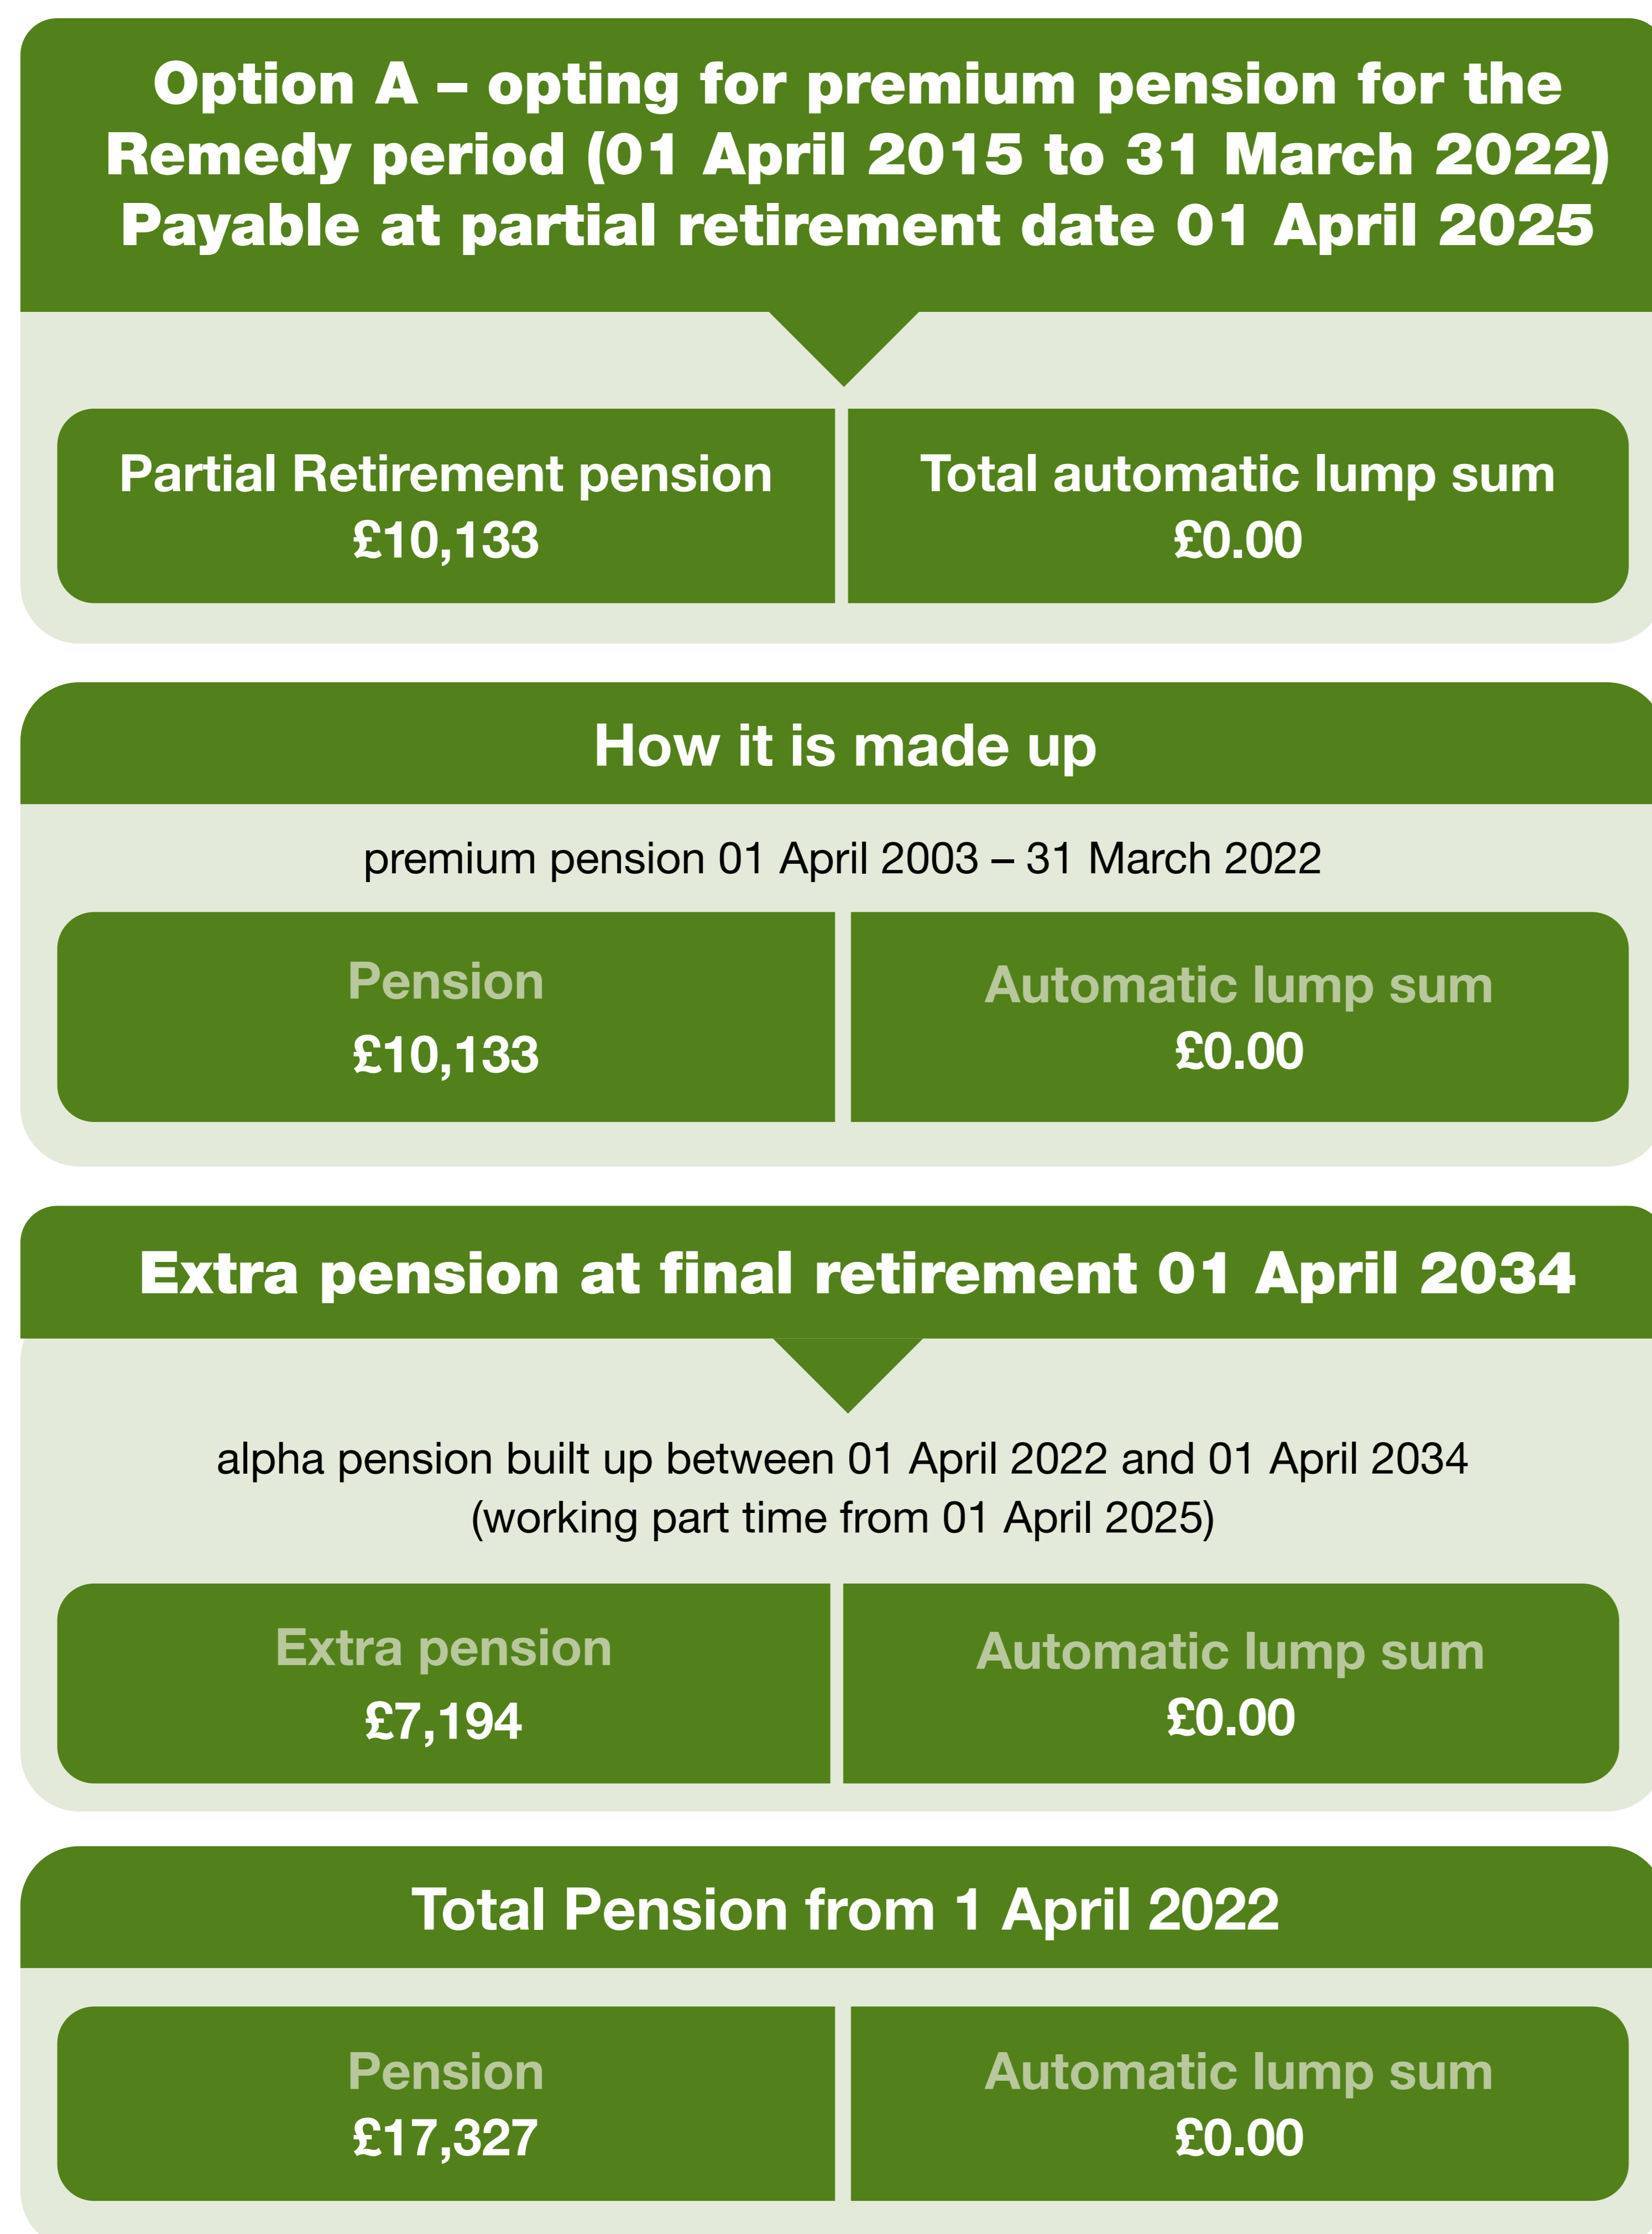 Option A – opting for premium pension for the
Remedy period (01 April 2015 to 31 March 2022)
Payable at partial retirement date 01 April 2025
Partial Retirement pension
£10,133
Total automatic lump sum
£0.00
How it is made up
premium pension 01 April 2003 – 31 March 2022
Pension
£10,133
Automatic lump sum
£0.00
Extra pension at final retirement 01 April 2034
alpha pension built up between 01 April 2022 and 01 April 2034
(working part time from 01 April 2025)
Extra pension
£7,194
Automatic lump sum
£0.00
Total Pension from 1 April 2022
Pension
£17,327
Automatic lump sum
£0.00